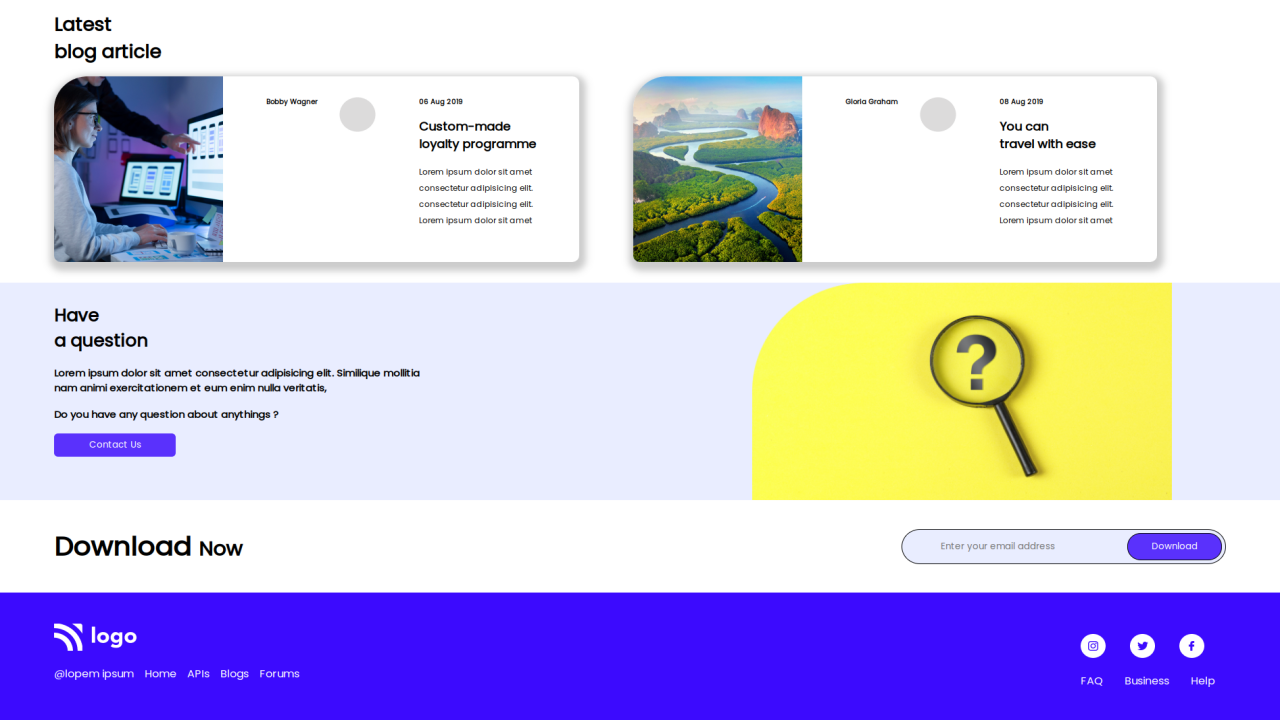 Latest
blog article
Bobby Wagner
06 Aug 2019
Custom-made
loyalty programme
Lorem ipsum dolor sit amet
consectetur adipisicing elit.
consectetur adipisicing elit.
Lorem ipsum dolor sit amet
Gloria Graham
08 Aug 2019
You can
travel with ease
Lorem ipsum dolor sit amet
consectetur adipisicing elit.
consectetur adipisicing elit.
Lorem ipsum dolor sit amet
Have
a question
Lorem ipsum dolor sit amet consectetur adipisicing elit. Similique mollitia
nam animi exercitationem et eum enim nulla veritatis,
Do you have any question about anythings ?
Contact Us
?
Download Now
Enter your email address
Download
logo
@lopem ipsum Home APIs Blogs Forums
FAQ Business Help